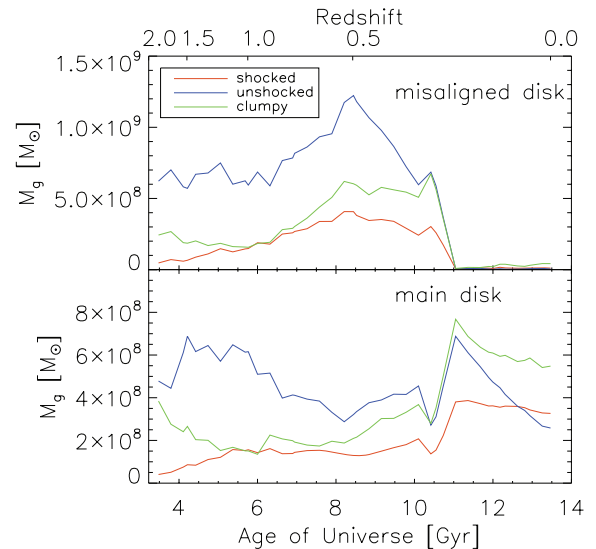 Redshift
2.0 1.5 1.0 0.5 0.0
1.5×10⁹
shocked
unshocked
clumpy
misaligned disk
1.0×10⁹
M_g [M_⊙]
5.0×10⁸
0
main disk
8×10⁸
6×10⁸
M_g [M_⊙]
4×10⁸
2×10⁸
0
4 6 8 10 12 14
Age of Universe [Gyr]